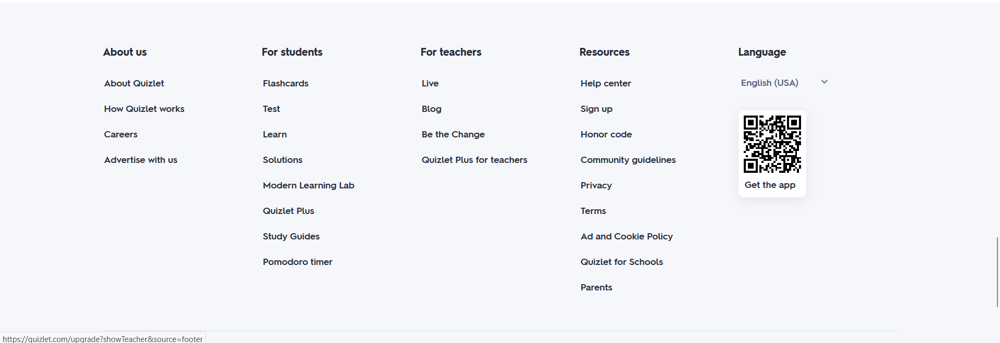 About us
About Quizlet
How Quizlet works
Careers
Advertise with us
For students
Flashcards
Test
Learn
Solutions
Modern Learning Lab
Quizlet Plus
Study Guides
Pomodoro timer
For teachers
Live
Blog
Be the Change
Quizlet Plus for teachers
Resources
Help center
Sign up
Honor code
Community guidelines
Privacy
Terms
Ad and Cookie Policy
Quizlet for Schools
Parents
Language
English (USA)
Get the app
https://quizlet.com/upgrade?showTeacher&source=footer